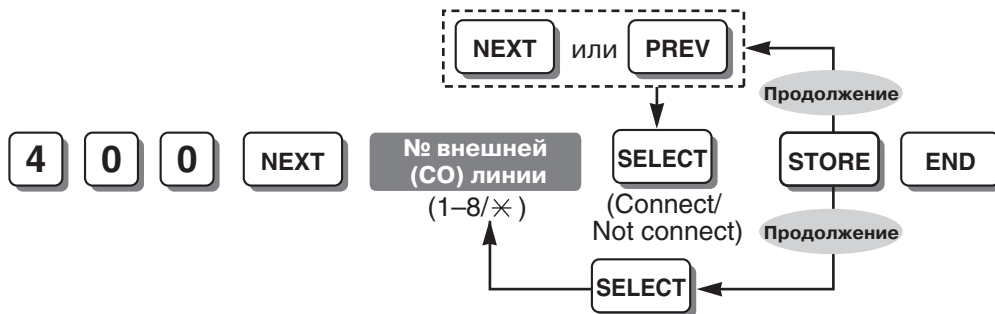 NEXT или PREV
Продолжение
4 0 0 NEXT № внешней (CO) линии SELECT STORE END
(1–8/✳)
(Connect/
Not connect)
Продолжение
SELECT